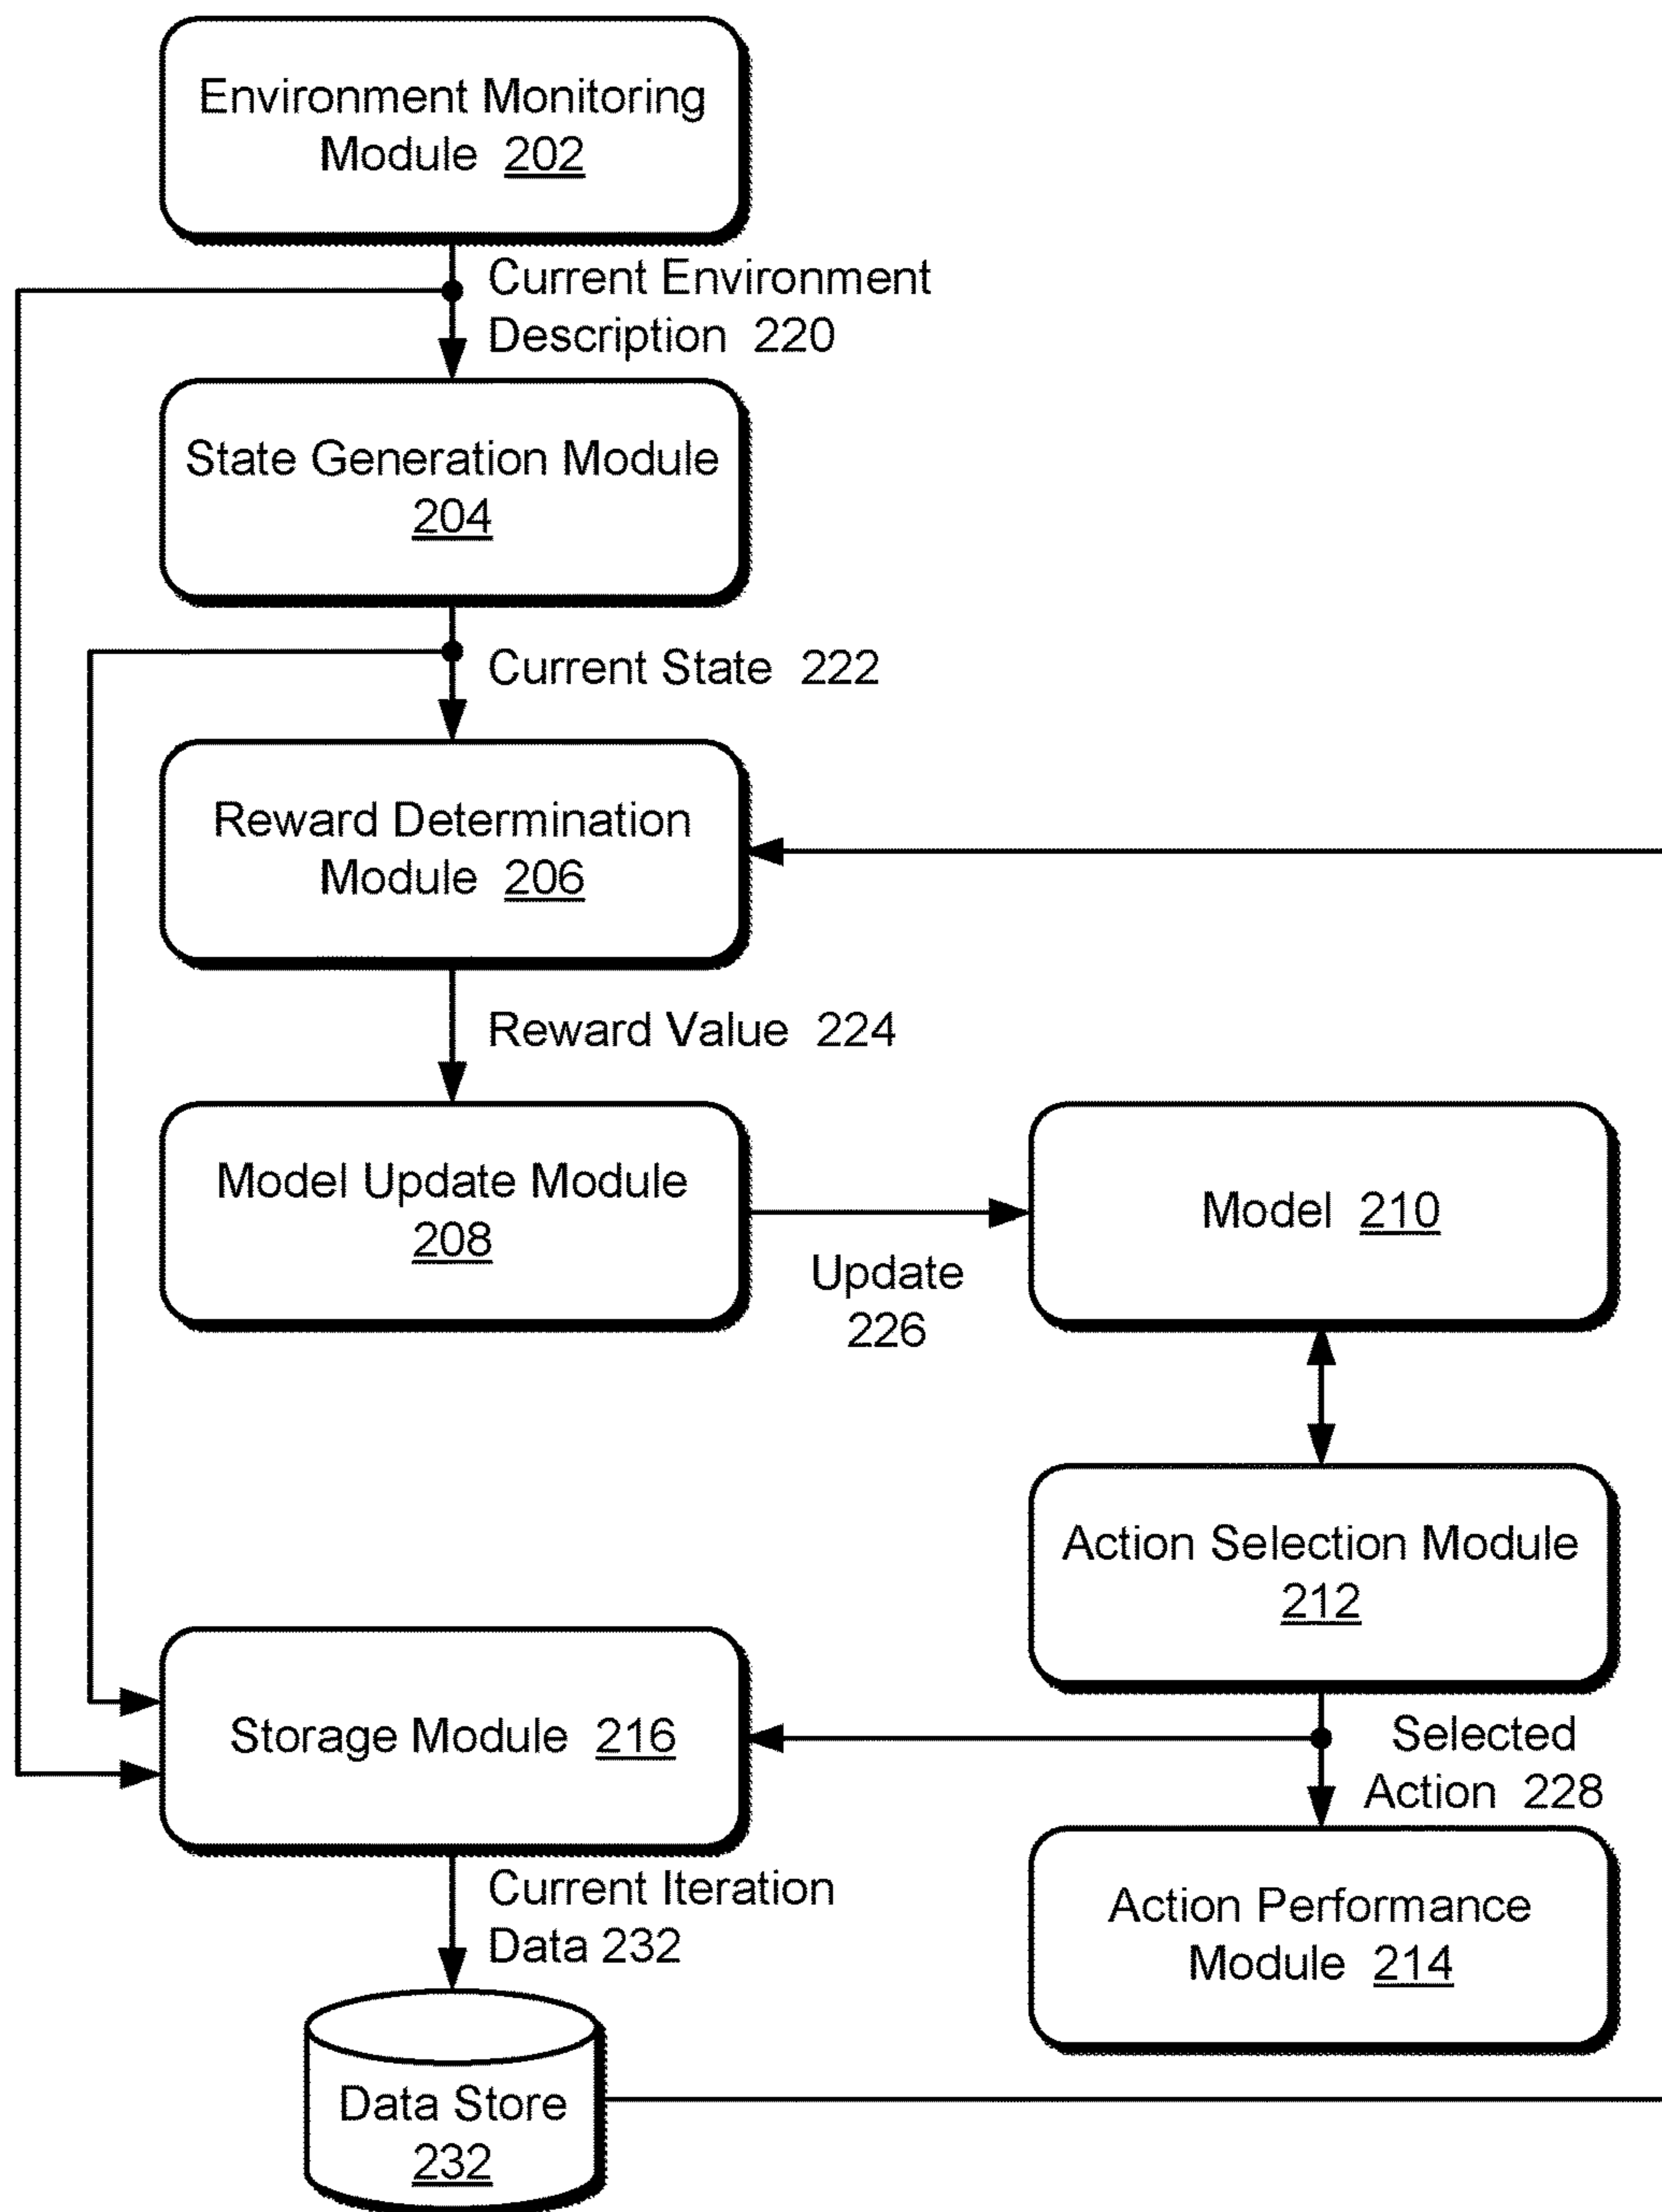 Environment Monitoring
Module 202
Current Environment
Description 220
State Generation Module
204
Current State 222
Reward Determination
Module 206
Reward Value 224
Model Update Module
208
Update
226
Model 210
Action Selection Module
212
Selected
Action 228
Storage Module 216
Current Iteration
Data 232
Action Performance
Module 214
Data Store
232